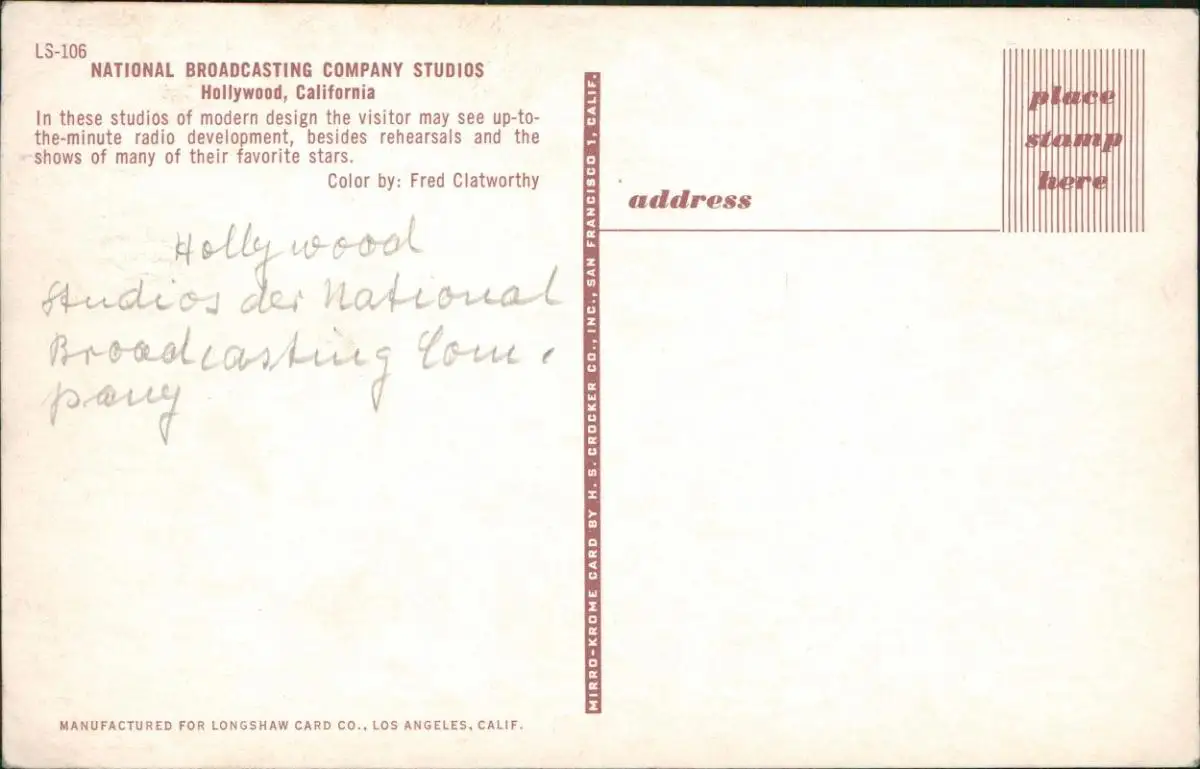 LS-106
NATIONAL BROADCASTING COMPANY STUDIOS
Hollywood, California
In these studios of modern design the visitor may see up-to-
the-minute radio development, besides rehearsals and the
shows of many of their favorite stars.
Color by: Fred Clatworthy
Hollywood
Studios der National
Broadcasting Com-
pany
MANUFACTURED FOR LONGSHAW CARD CO., LOS ANGELES, CALIF.
MIRRO-KROME CARD BY H. S. CROCKER CO., INC., SAN FRANCISCO 1, CALIF.
place
stamp
here
address